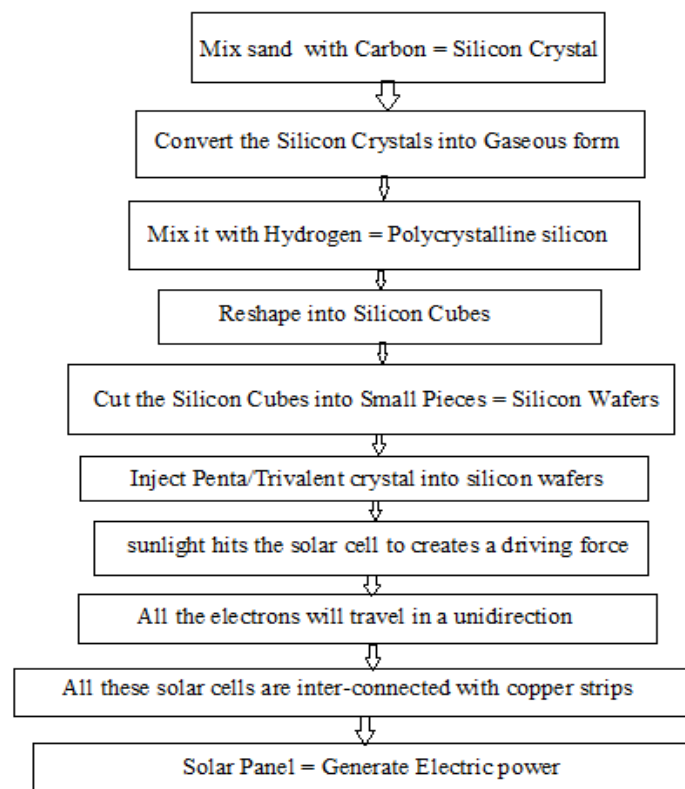 Mix sand with Carbon = Silicon Crystal
Convert the Silicon Crystals into Gaseous form
Mix it with Hydrogen = Polycrystalline silicon
Reshape into Silicon Cubes
Cut the Silicon Cubes into Small Pieces = Silicon Wafers
Inject Penta/Trivalent crystal into silicon wafers
sunlight hits the solar cell to creates a driving force
All the electrons will travel in a unidirection
All these solar cells are inter-connected with copper strips
Solar Panel = Generate Electric power